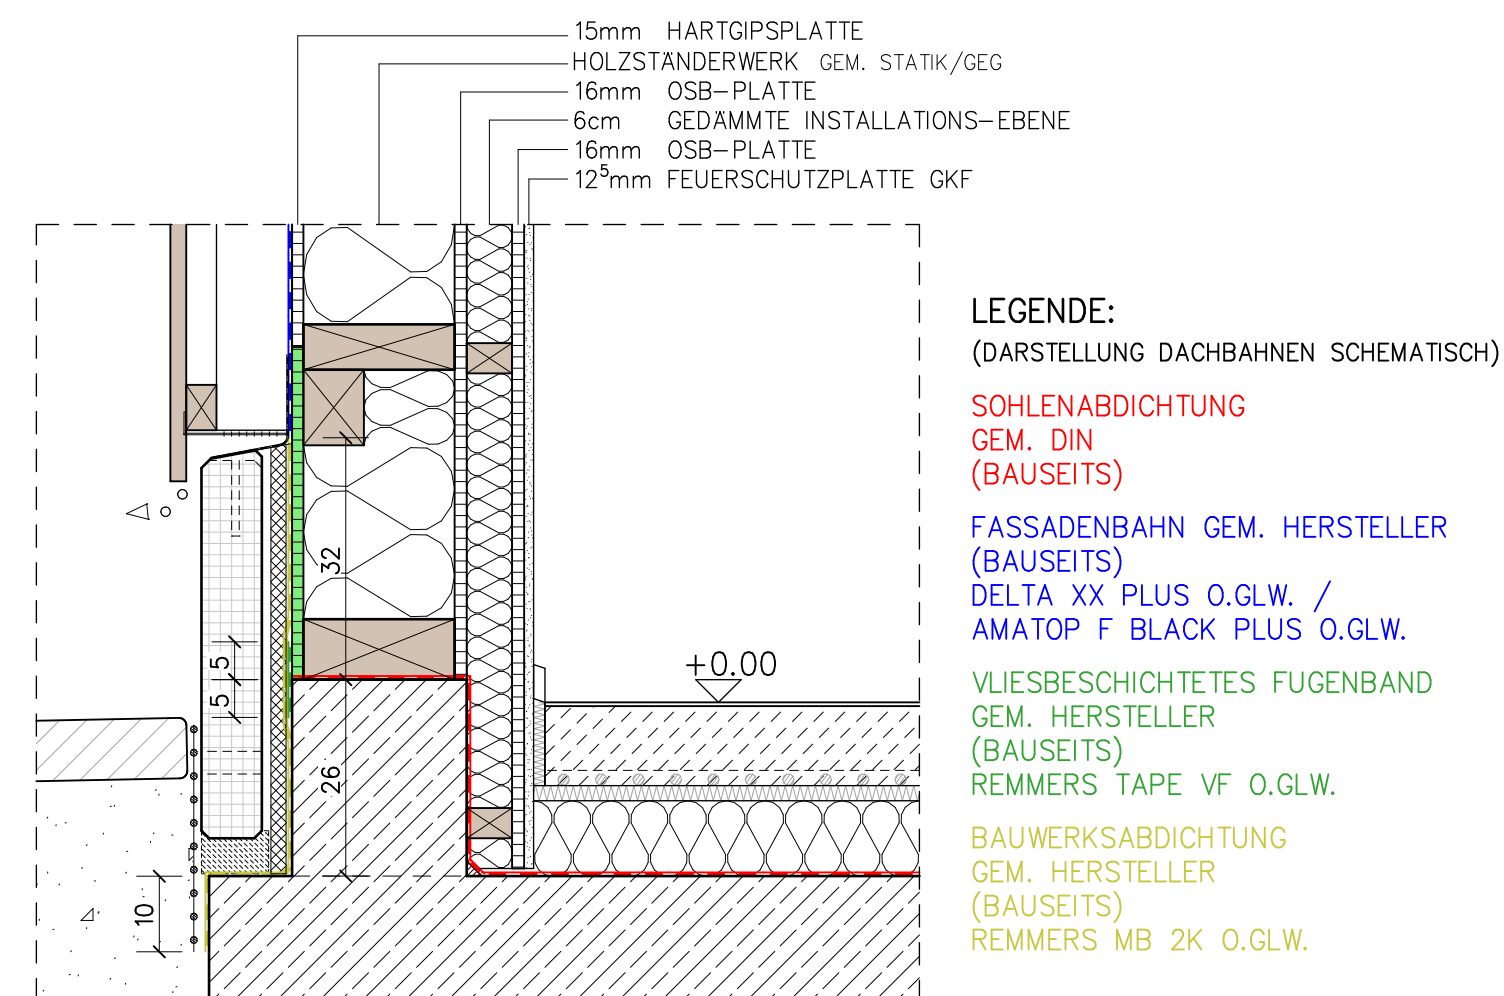 15mm HARTGIPSPLATTE
HOLZSTÄNDERWERK GEM. STATIK/GEG
16mm OSB-PLATTE
6cm GEDÄMMTE INSTALLATIONS-EBENE
16mm OSB-PLATTE
12⁵mm FEUERSCHUTZPLATTE GKF
LEGENDE:
(DARSTELLUNG DACHBAHNEN SCHEMATISCH)
SOHLENABDICHTUNG
GEM. DIN
(BAUSEITS)
FASSADENBAHN GEM. HERSTELLER
(BAUSEITS)
DELTA XX PLUS O.GLW. /
AMATOP F BLACK PLUS O.GLW.
VLIESBESCHICHTETES FUGENBAND
GEM. HERSTELLER
(BAUSEITS)
REMMERS TAPE VF O.GLW.
BAUWERKSABDICHTUNG
GEM. HERSTELLER
(BAUSEITS)
REMMERS MB 2K O.GLW.
32
+0.00
5
5
26
10